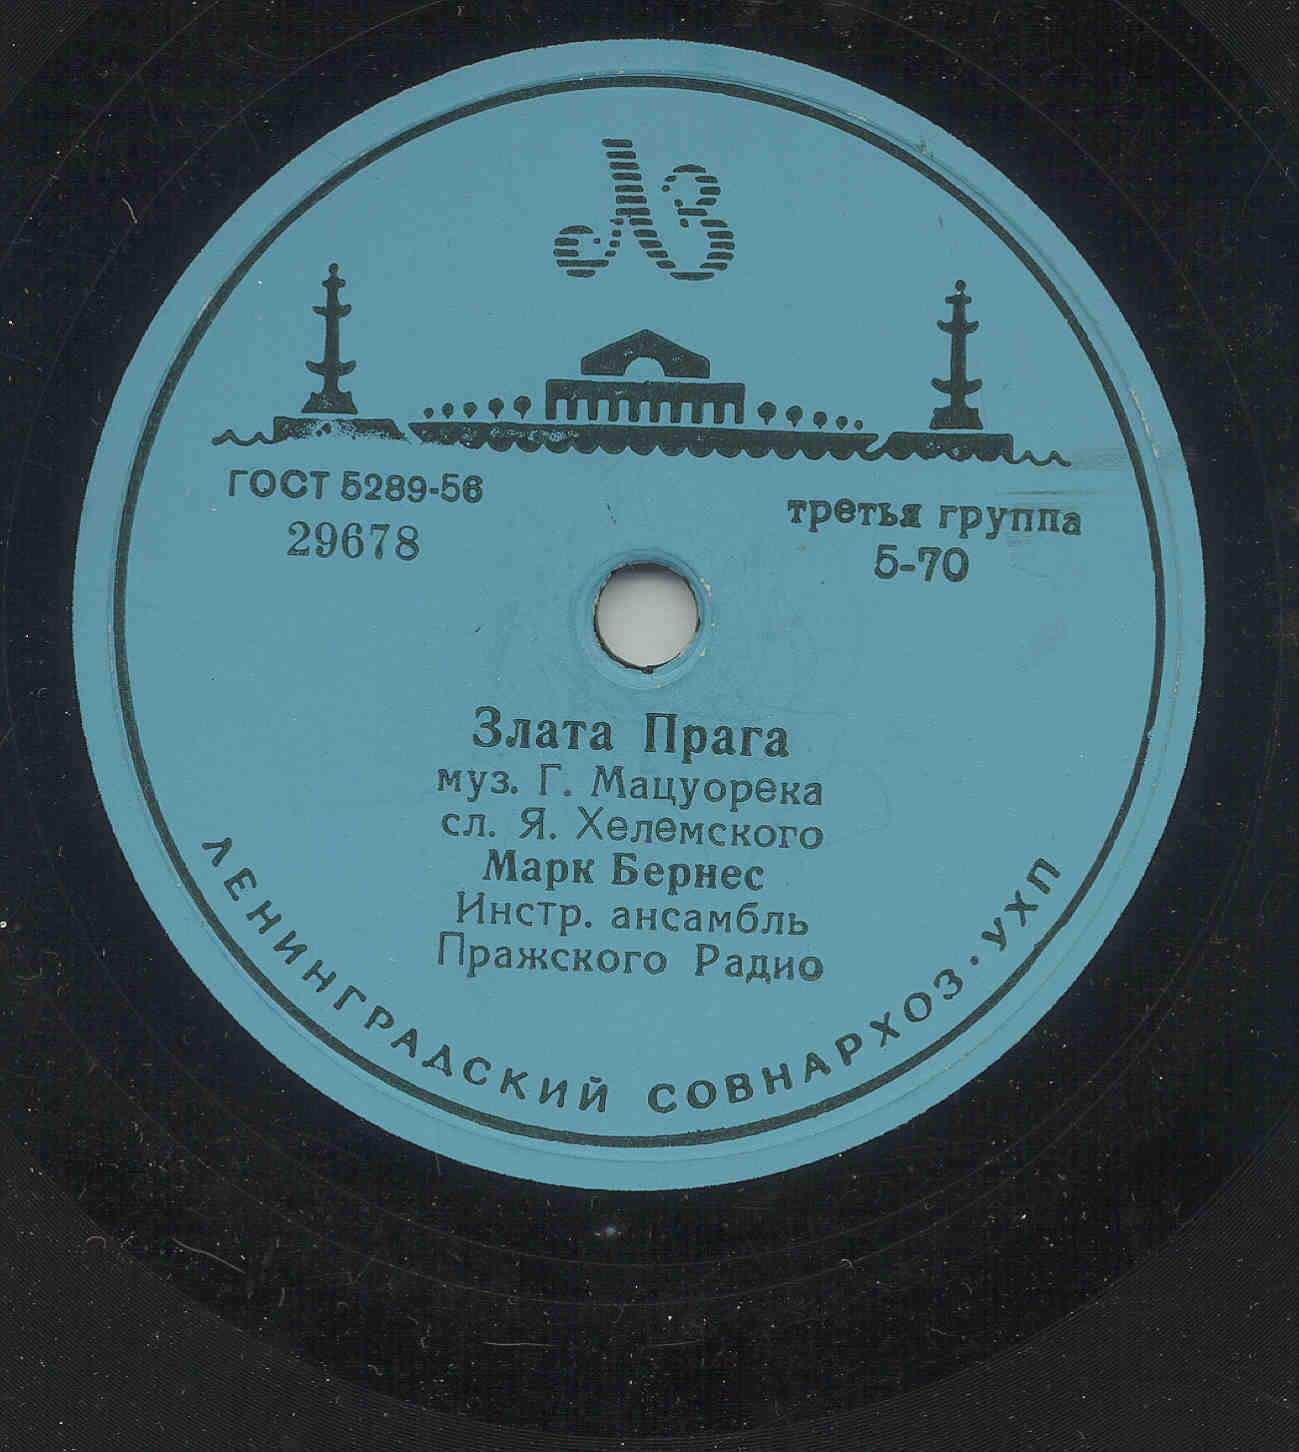 ЛЗ
ГОСТ 5289-56
29678
третья группа
5-70
Злата Прага
муз. Г. Мацуорека
сл. Я. Хелемского
Марк Бернес
Инстр. ансамбль
Пражского Радио
ЛЕНИНГРАДСКИЙ СОВНАРХОЗ·УХП